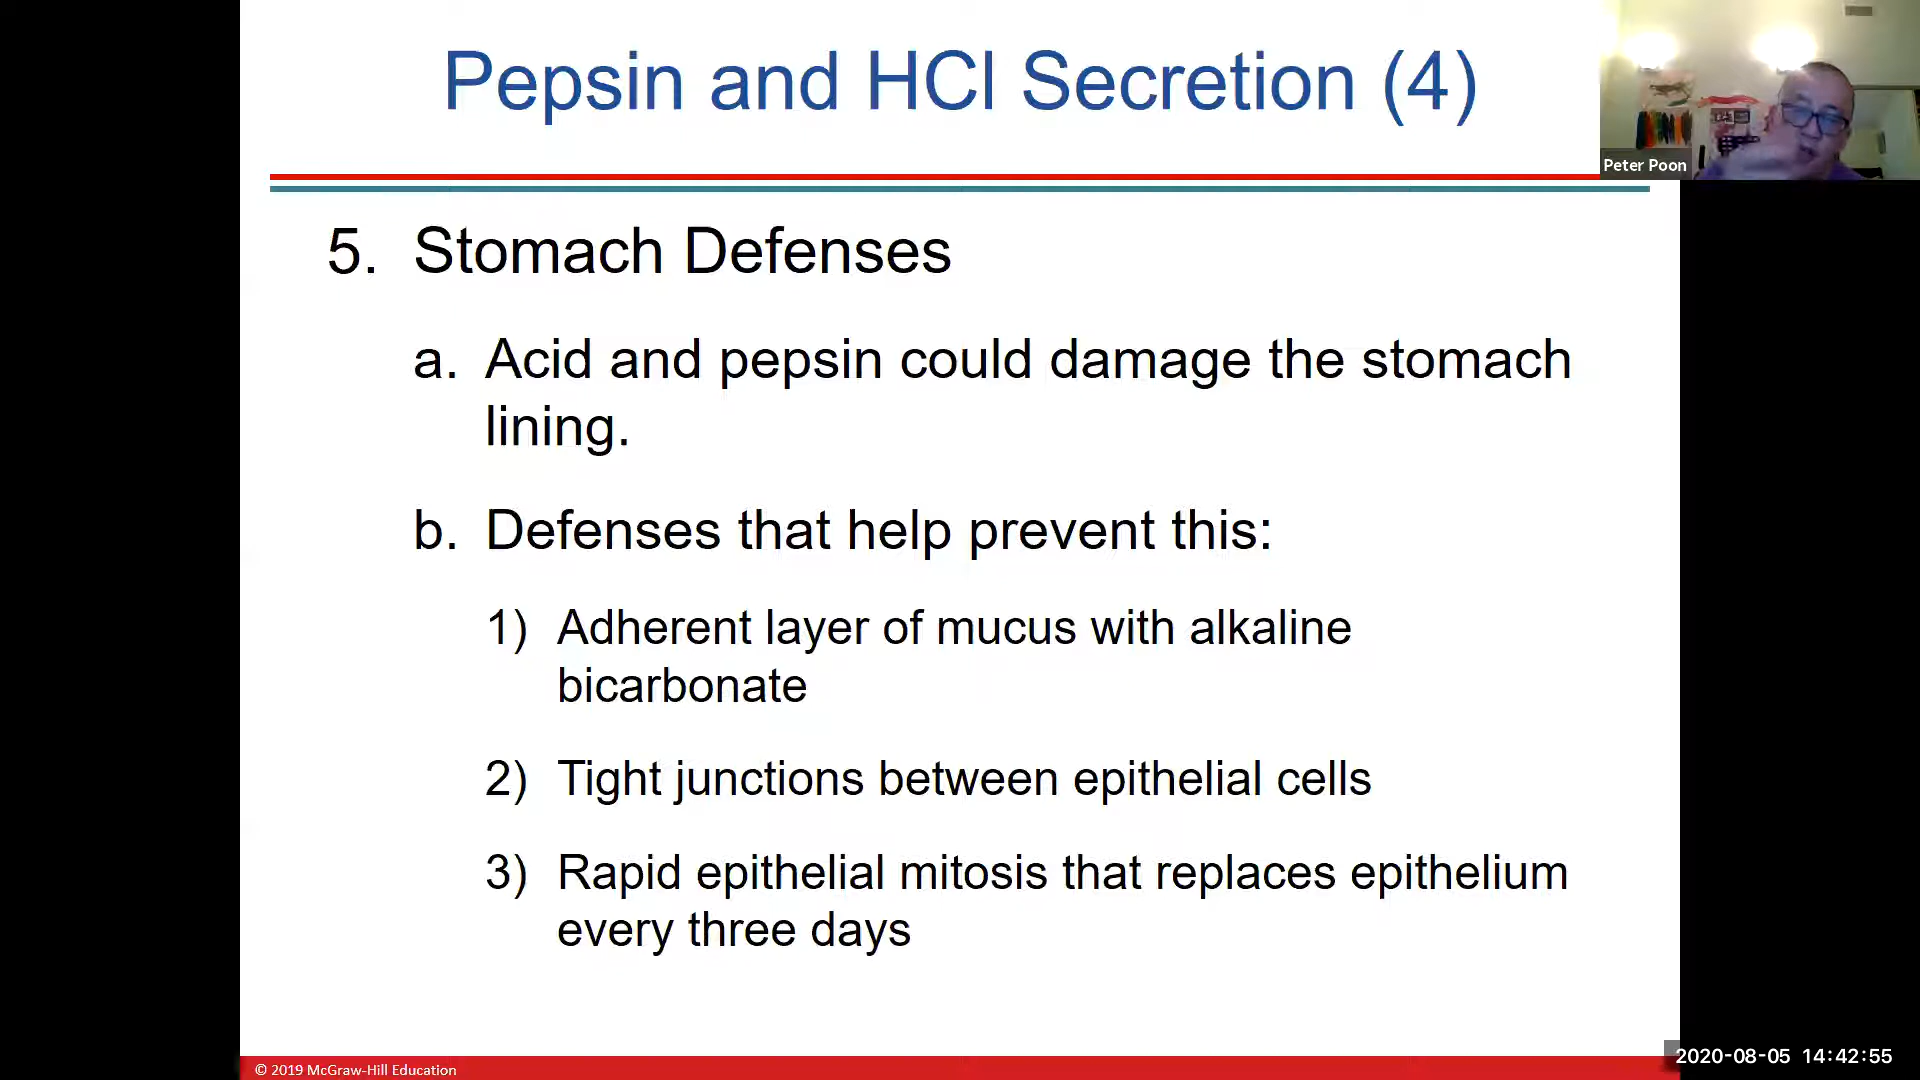 Pepsin and HCl Secretion (4)
Peter Poon
5. Stomach Defenses
a. Acid and pepsin could damage the stomach
lining.
b. Defenses that help prevent this:
1) Adherent layer of mucus with alkaline
bicarbonate
2) Tight junctions between epithelial cells
3) Rapid epithelial mitosis that replaces epithelium
every three days
© 2019 McGraw-Hill Education
2020-08-05 14:42:55